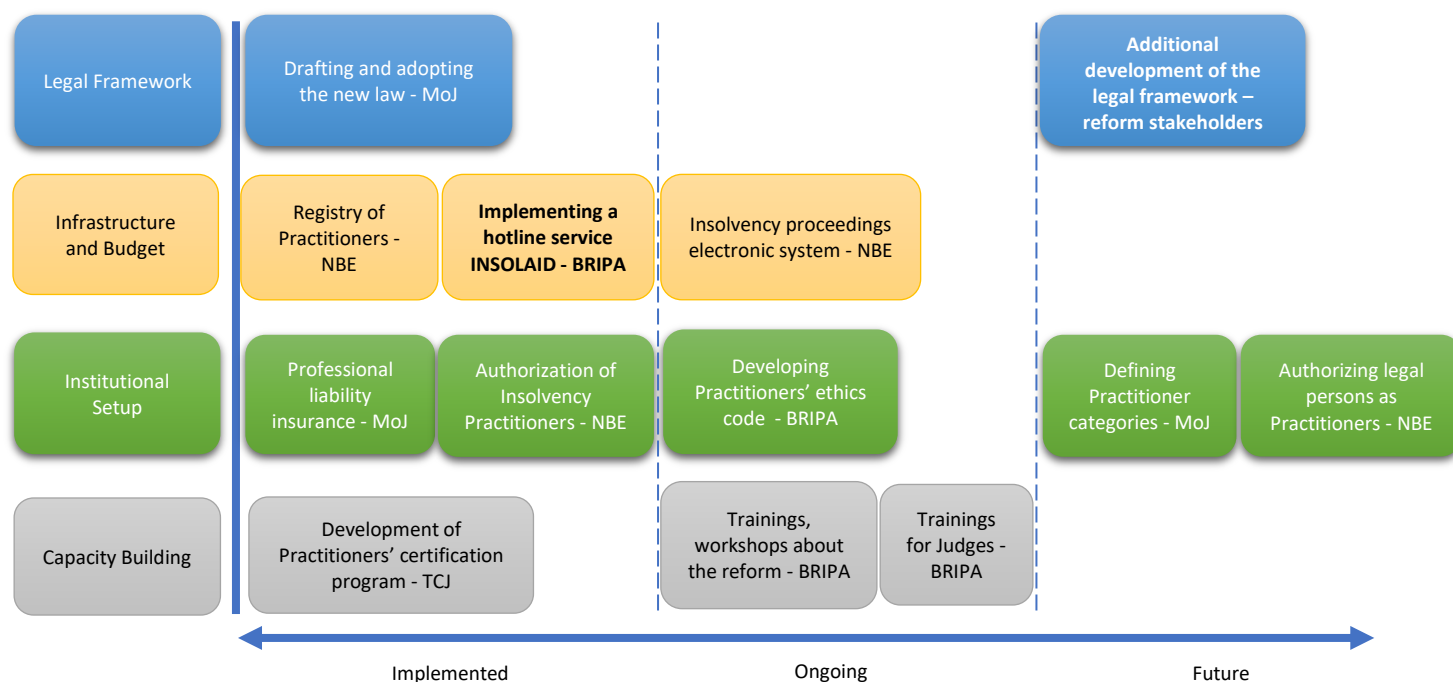 Legal Framework
Drafting and adopting
the new law - MoJ
Additional
development of the
legal framework –
reform stakeholders
Infrastructure
and Budget
Registry of
Practitioners -
NBE
Implementing a
hotline service
INSOLAID - BRIPA
Insolvency proceedings
electronic system - NBE
Institutional
Setup
Professional
liability
insurance - MoJ
Authorization of
Insolvency
Practitioners - NBE
Developing
Practitioners’ ethics
code - BRIPA
Defining
Practitioner
categories - MoJ
Authorizing legal
persons as
Practitioners - NBE
Capacity Building
Development of
Practitioners’ certification
program - TCJ
Trainings,
workshops about
the reform - BRIPA
Trainings
for Judges -
BRIPA
Implemented
Ongoing
Future